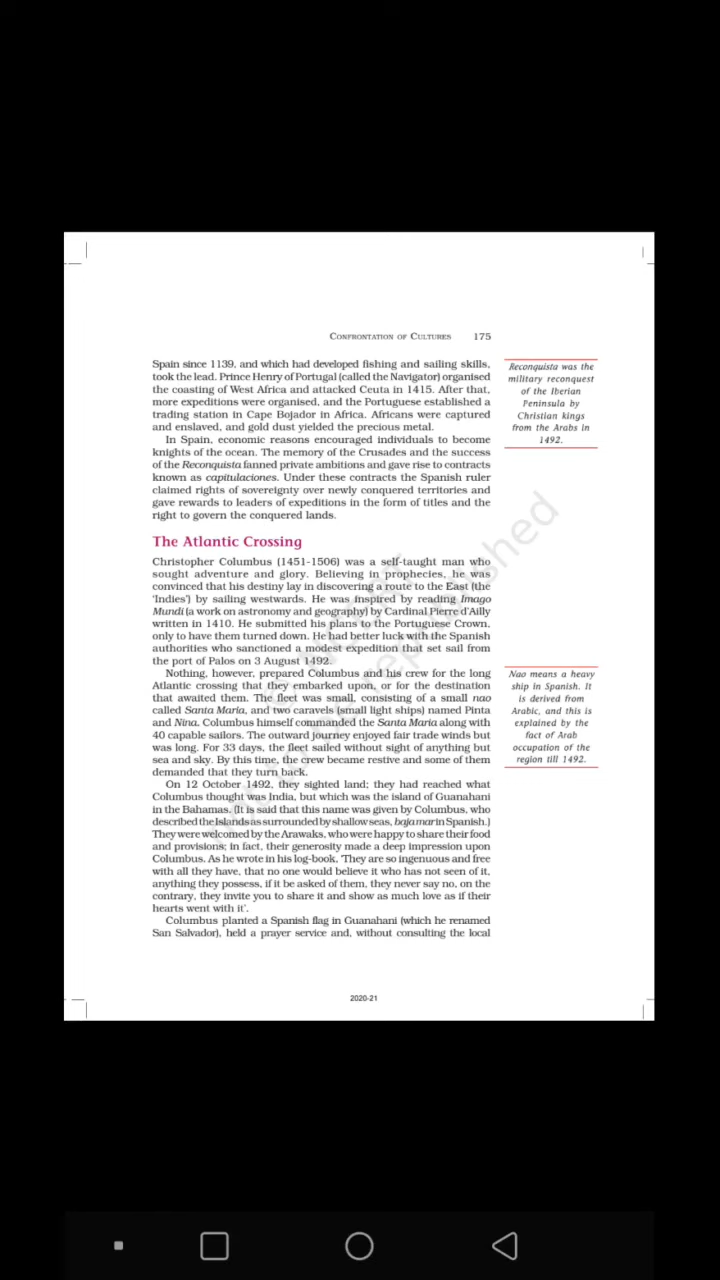 CONFRONTATION OF CULTURES 175
Spain since 1139, and which had developed fishing and sailing skills,
took the lead. Prince Henry of Portugal (called the Navigator) organised
the coasting of West Africa and attacked Ceuta in 1415. After that,
more expeditions were organised, and the Portuguese established a
trading station in Cape Bojador in Africa. Africans were captured
and enslaved, and gold dust yielded the precious metal.
In Spain, economic reasons encouraged individuals to become
knights of the ocean. The memory of the Crusades and the success
of the Reconquista fanned private ambitions and gave rise to contracts
known as capitulaciones. Under these contracts the Spanish ruler
claimed rights of sovereignty over newly conquered territories and
gave rewards to leaders of expeditions in the form of titles and the
right to govern the conquered lands.
Reconquista was the
military reconquest
of the Iberian
Peninsula by
Christian kings
from the Arabs in
1492.
The Atlantic Crossing
Christopher Columbus (1451-1506) was a self-taught man who
sought adventure and glory. Believing in prophecies, he was
convinced that his destiny lay in discovering a route to the East (the
'Indies') by sailing westwards. He was inspired by reading Imago
Mundi (a work on astronomy and geography) by Cardinal Pierre d'Ailly
written in 1410. He submitted his plans to the Portuguese Crown,
only to have them turned down. He had better luck with the Spanish
authorities who sanctioned a modest expedition that set sail from
the port of Palos on 3 August 1492.
Nothing, however, prepared Columbus and his crew for the long
Atlantic crossing that they embarked upon, or for the destination
that awaited them. The fleet was small, consisting of a small nao
called Santa Maria, and two caravels (small light ships) named Pinta
and Nina. Columbus himself commanded the Santa Maria along with
40 capable sailors. The outward journey enjoyed fair trade winds but
was long. For 33 days, the fleet sailed without sight of anything but
sea and sky. By this time, the crew became restive and some of them
demanded that they turn back.
Nao means a heavy
ship in Spanish. It
is derived from
Arabic, and this is
explained by the
fact of Arab
occupation of the
region till 1492.
On 12 October 1492, they sighted land; they had reached what
Columbus thought was India, but which was the island of Guanahani
in the Bahamas. (It is said that this name was given by Columbus, who
described the Islands as surrounded by shallow seas, baja mar in Spanish.)
They were welcomed by the Arawaks, who were happy to share their food
and provisions; in fact, their generosity made a deep impression upon
Columbus. As he wrote in his log-book, 'They are so ingenuous and free
with all they have, that no one would believe it who has not seen of it,
anything they possess, if it be asked of them, they never say no, on the
contrary, they invite you to share it and show as much love as if their
hearts went with it'.
Columbus planted a Spanish flag in Guanahani (which he renamed
San Salvador), held a prayer service and, without consulting the local
2020-21